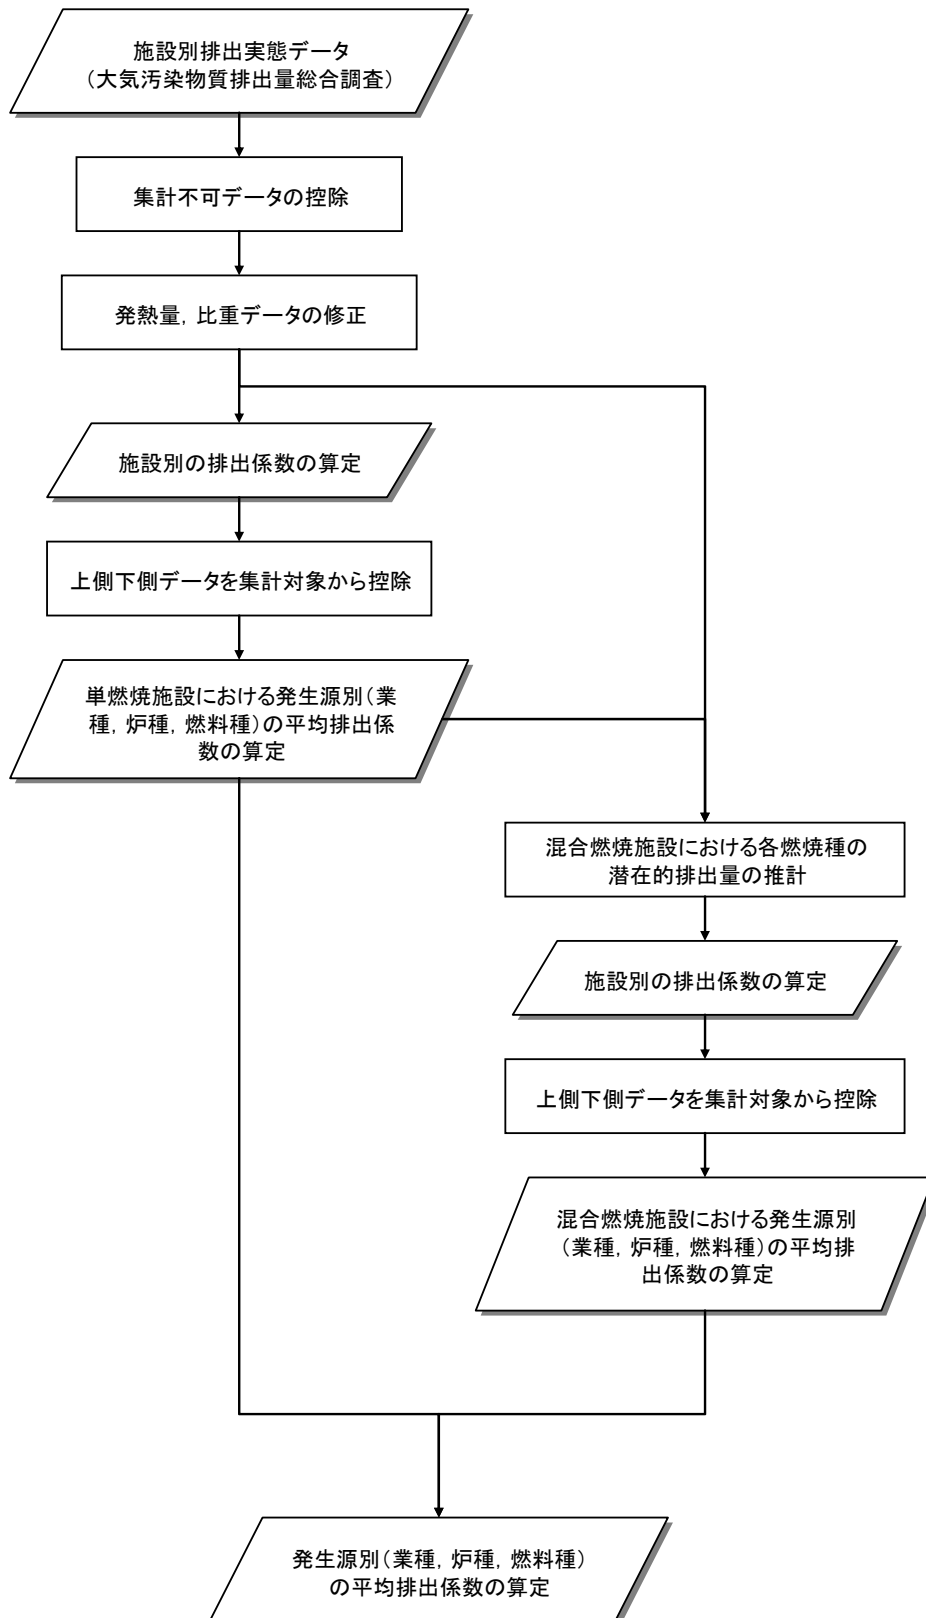 施設別排出実態データ
（大気汚染物質排出量総合調査）
集計不可データの控除
発熱量，比重データの修正
施設別の排出係数の算定
上側下側データを集計対象から控除
単燃焼施設における発生源別（業
種，炉種，燃料種）の平均排出係
数の算定
混合燃焼施設における各燃焼種の
潜在的排出量の推計
施設別の排出係数の算定
上側下側データを集計対象から控除
混合燃焼施設における発生源別
（業種，炉種，燃料種）の平均排
出係数の算定
発生源別（業種，炉種，燃料種）
の平均排出係数の算定